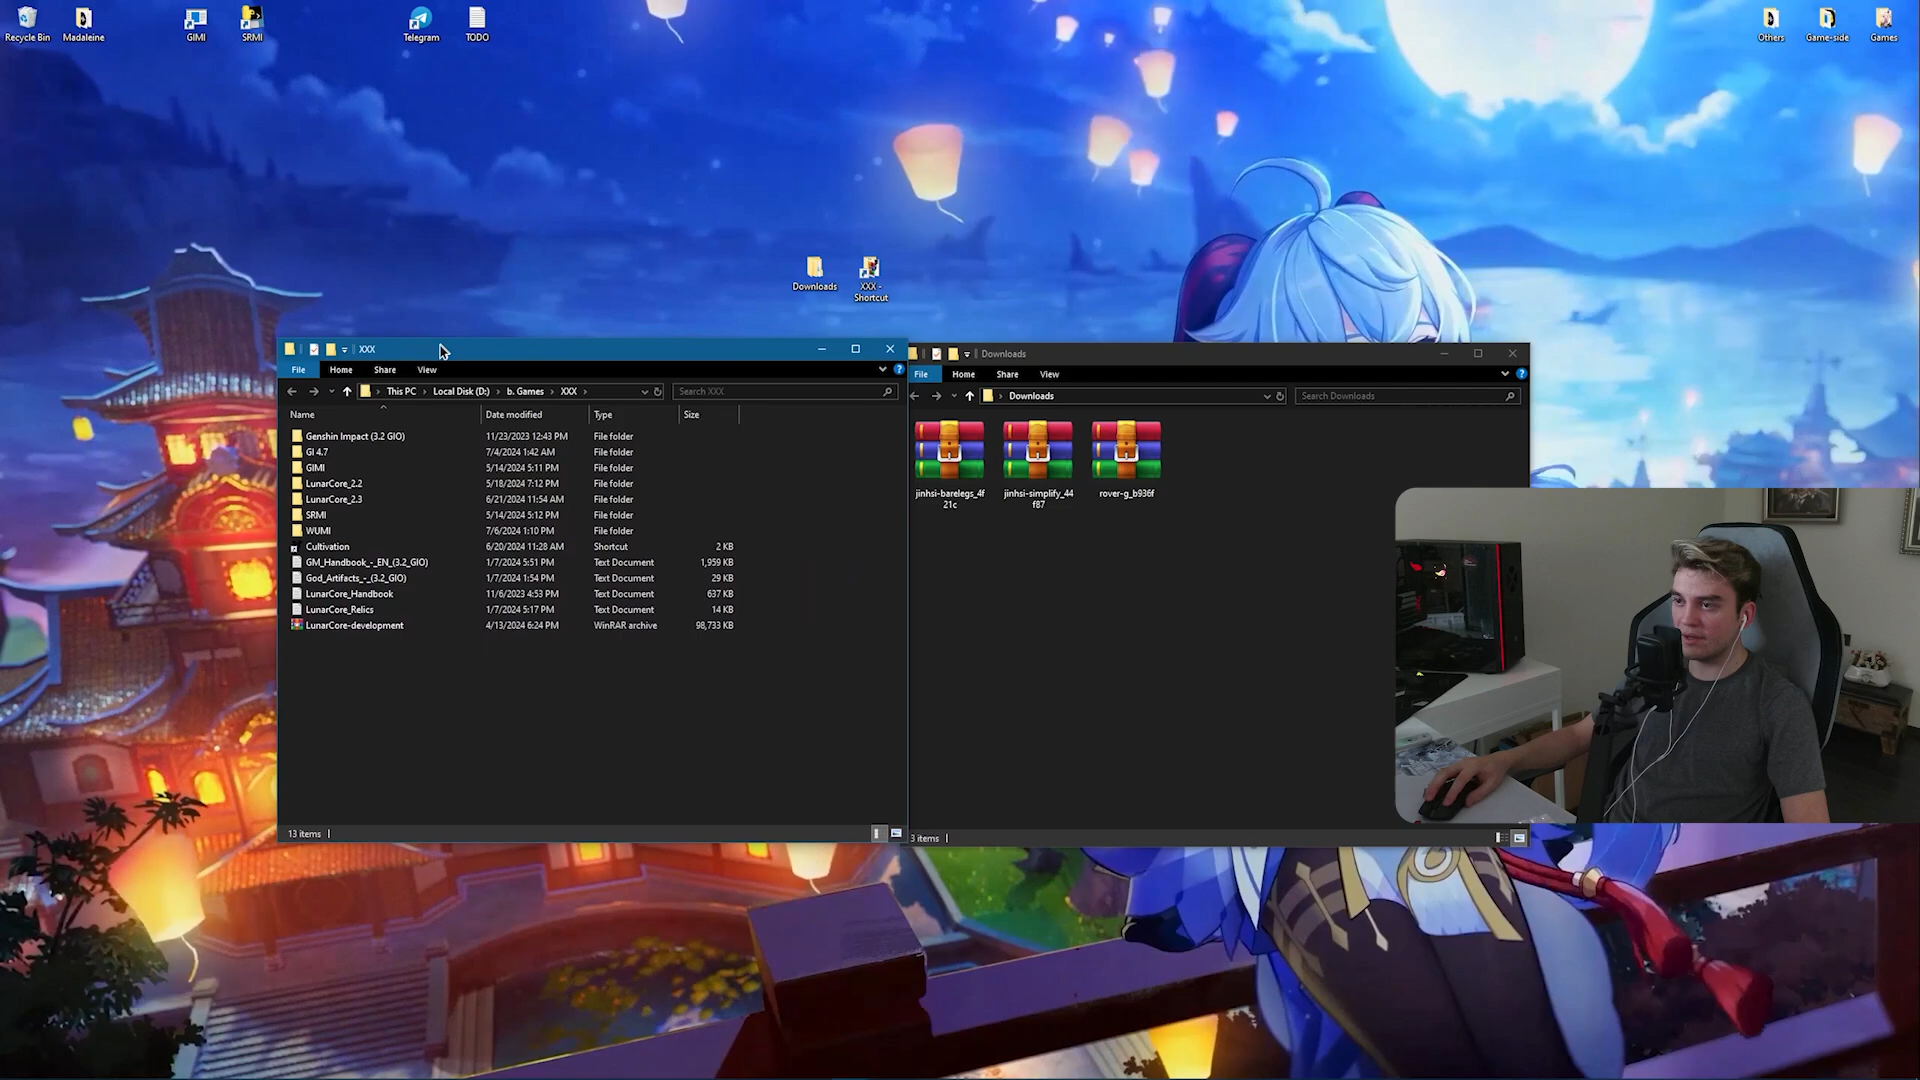 Recycle Bin
Madaleine
GIMI
SRMI
Telegram
TODO
Others
Game-side
Games
Downloads
XXX -
Shortcut
XXX
File Home Share View
This PC Local Disk (D:) b. Games XXX
Search XXX
Name Date modified Type Size
Genshin Impact (3.2 GIO) 11/23/2023 12:43 PM File folder
GI 4.7 7/4/2024 1:42 AM File folder
GIMI 5/14/2024 5:11 PM File folder
LunarCore_2.2 5/18/2024 7:12 PM File folder
LunarCore_2.3 6/21/2024 11:54 AM File folder
SRMI 5/14/2024 5:12 PM File folder
WUMI 7/6/2024 1:10 PM File folder
Cultivation 6/20/2024 11:28 AM Shortcut 2 KB
GM_Handbook_-_EN_(3.2_GIO) 1/7/2024 5:51 PM Text Document 1,959 KB
God_Artifacts_-_(3.2_GIO) 1/7/2024 1:54 PM Text Document 29 KB
LunarCore_Handbook 11/6/2023 4:53 PM Text Document 637 KB
LunarCore_Relics 1/7/2024 5:17 PM Text Document 14 KB
LunarCore-development 4/13/2024 6:24 PM WinRAR archive 98,733 KB
13 items
Downloads
File Home Share View
Downloads
Search Downloads
jinhsi-barelegs_4f
21c
jinhsi-simplify_44
f87
rover-g_b936f
3 items